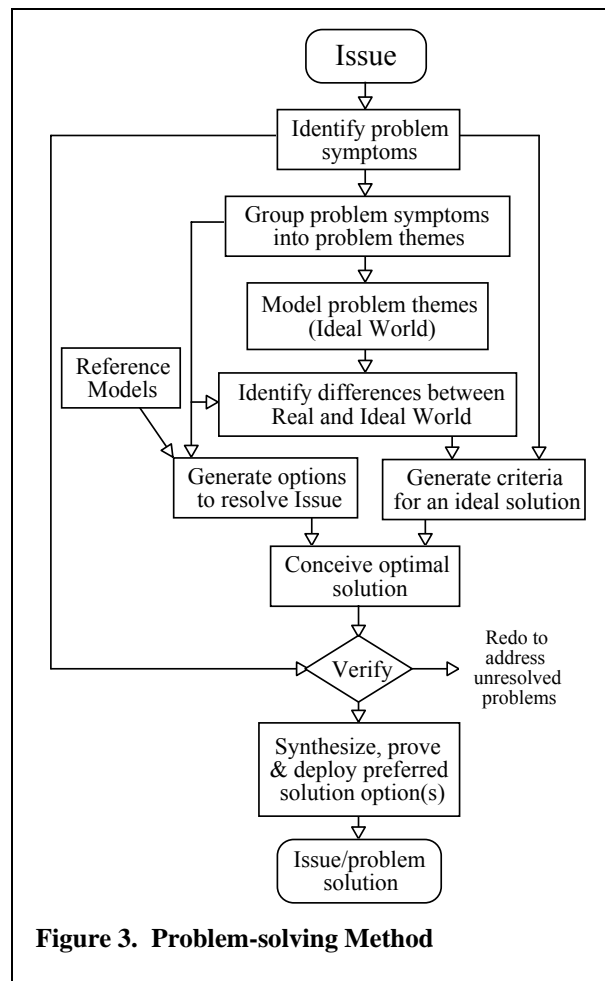 Issue
Identify problem
symptoms
Group problem symptoms
into problem themes
Model problem themes
(Ideal World)
Reference
Models
Identify differences between
Real and Ideal World
Generate options
to resolve Issue
Generate criteria
for an ideal solution
Conceive optimal
solution
Verify
Redo to
address
unresolved
problems
Synthesize, prove
& deploy preferred
solution option(s)
Issue/problem
solution
Figure 3. Problem-solving Method